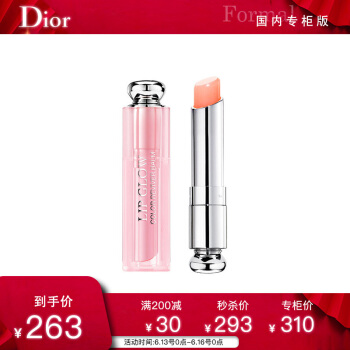 Dior
Formal
国内专柜版
LIP GLOW
到手价>
¥263
满200减
¥30
秒杀价>
¥293
专柜价>
¥310
活动时间:6.13号0点-6.16号0点